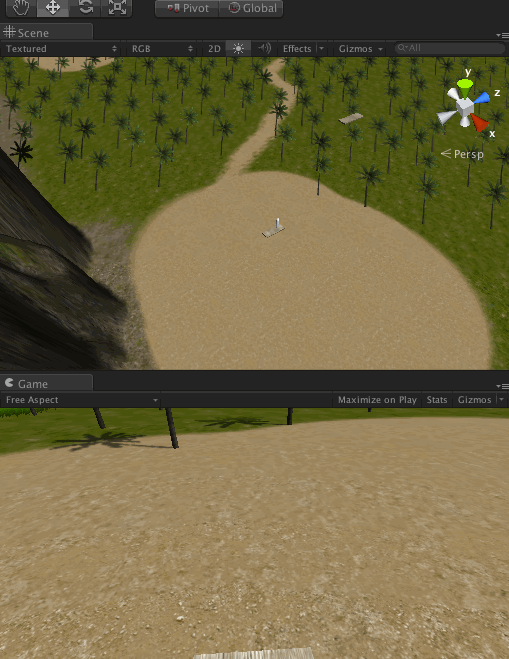 Pivot Global
Scene
Textured RGB 2D Effects Gizmos All
y
z
x
Persp
Game
Free Aspect Maximize on Play Stats Gizmos